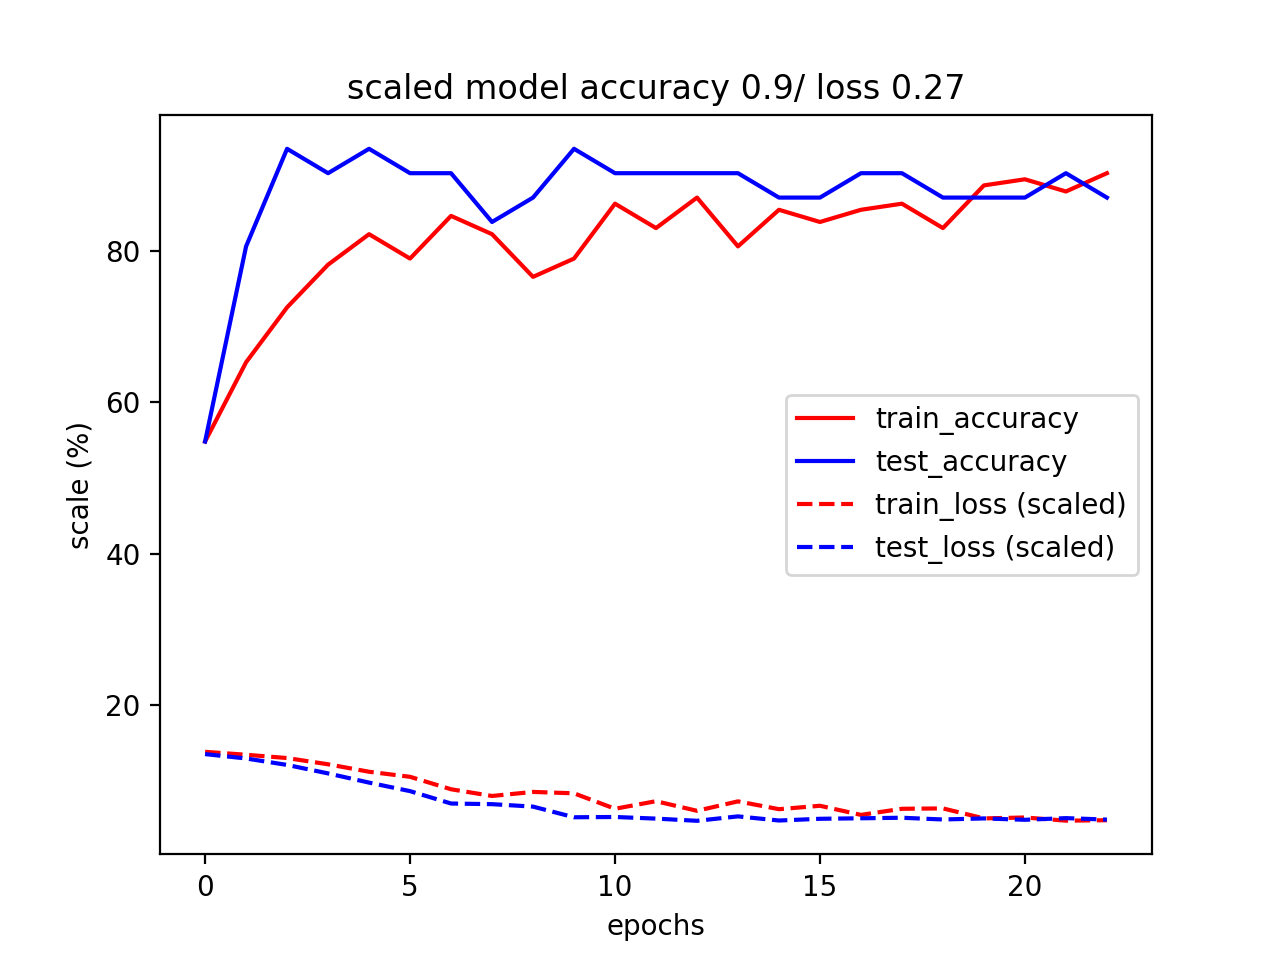 scaled model accuracy 0.9/ loss 0.27
80
60
40
20
scale (%)
train_accuracy
test_accuracy
train_loss (scaled)
test_loss (scaled)
0 5 10 15 20
epochs